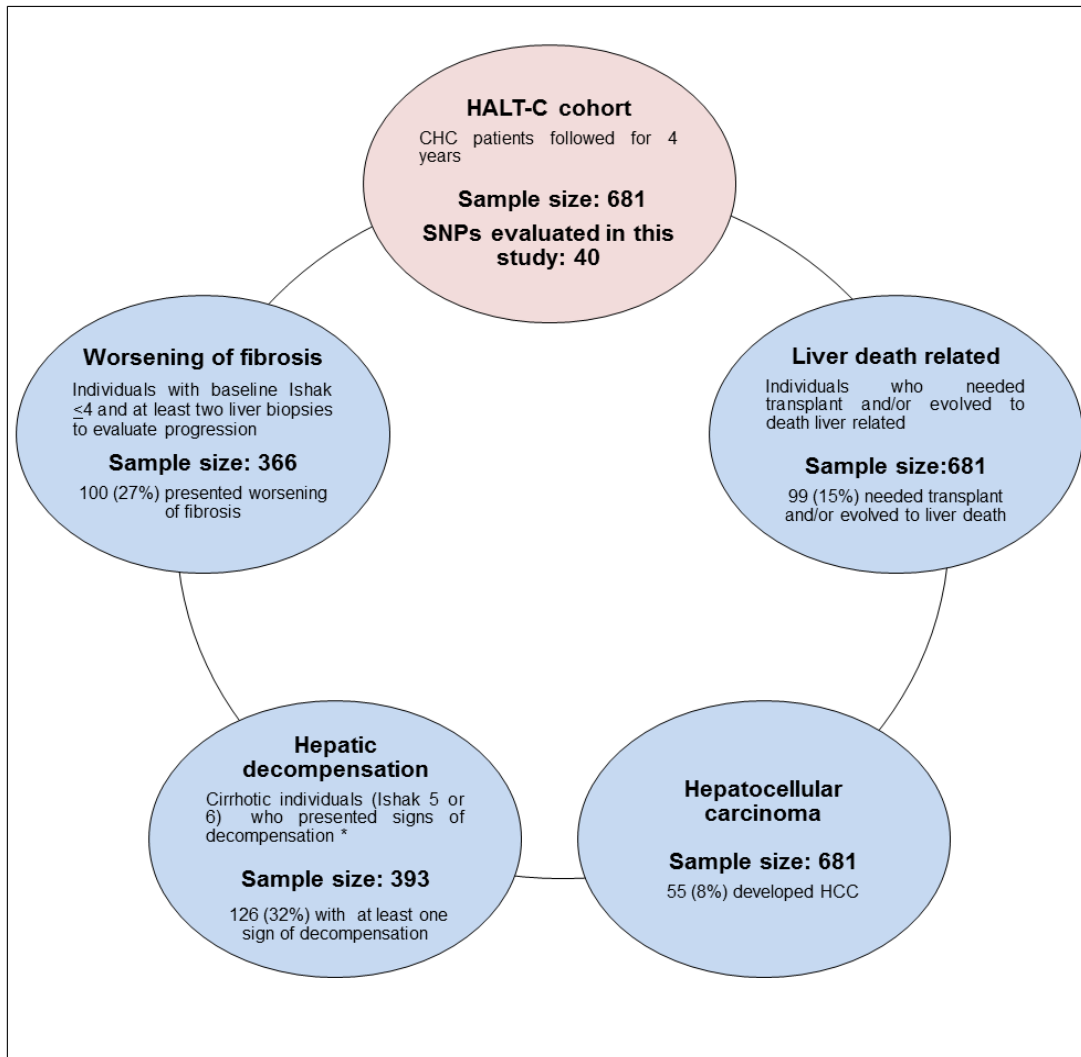 HALT-C cohort
CHC patients followed for 4
years
Sample size: 681
SNPs evaluated in this
study: 40
Worsening of fibrosis
Individuals with baseline Ishak
≤4 and at least two liver biopsies
to evaluate progression
Sample size: 366
100 (27%) presented worsening
of fibrosis
Liver death related
Individuals who needed
transplant and/or evolved to
death liver related
Sample size:681
99 (15%) needed transplant
and/or evolved to liver death
Hepatic
decompensation
Cirrhotic individuals (Ishak 5 or
6) who presented signs of
decompensation *
Sample size: 393
126 (32%) with at least one
sign of decompensation
Hepatocellular
carcinoma
Sample size: 681
55 (8%) developed HCC